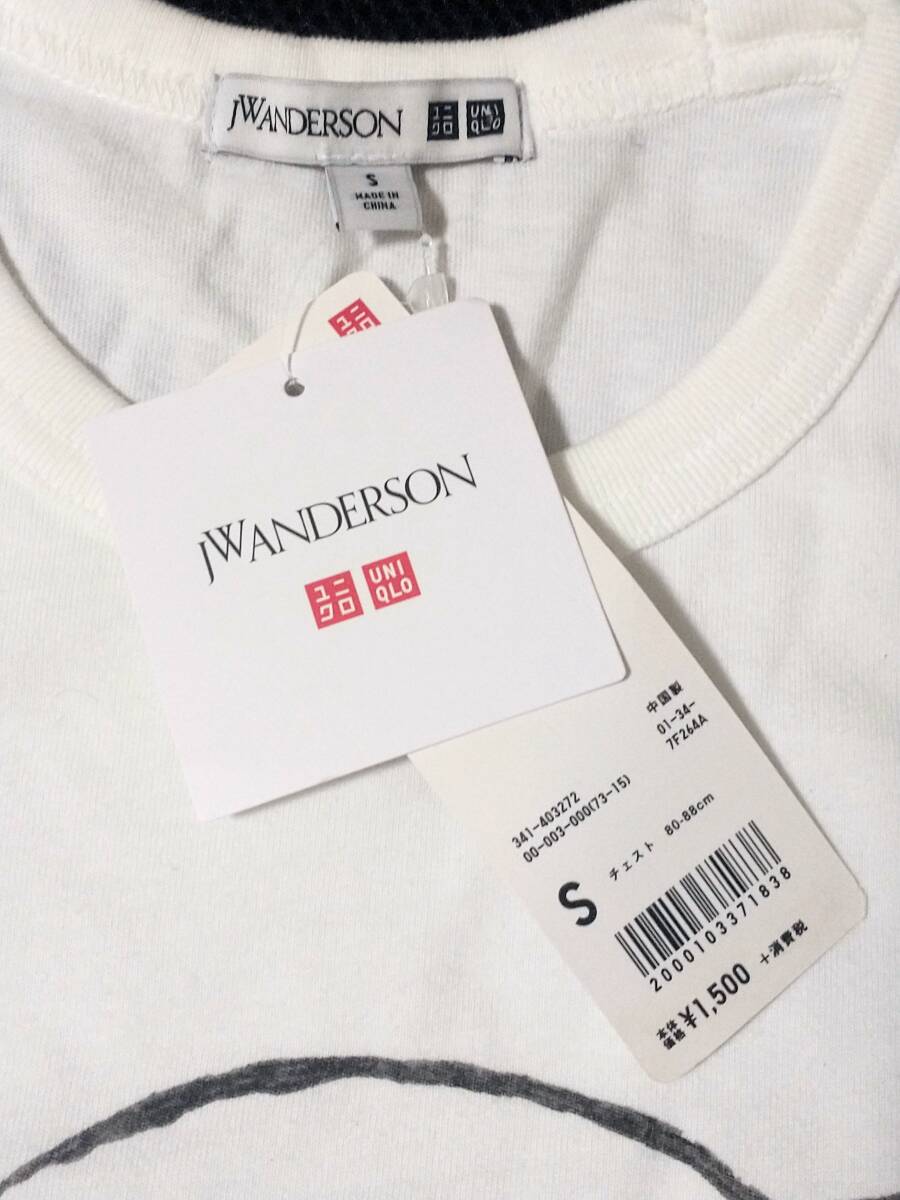 JWANDERSON ユニクロ UNIQLO
S
MADE IN
CHINA
JWANDERSON
ユニクロ UNIQLO
中国製
01-34-
7F264A
341-403272
00-003-000(73-15)
S チェスト 80-88cm
2000103371838
本体価格 ¥1,500 +消費税